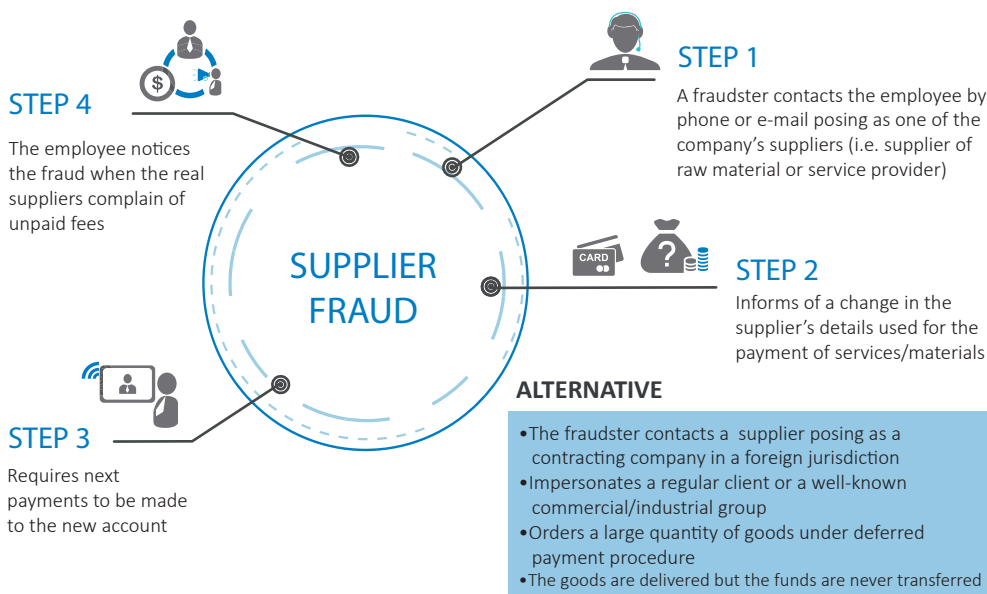 STEP 1
A fraudster contacts the employee by
phone or e-mail posing as one of the
company's suppliers (i.e. supplier of
raw material or service provider)
CARD
?
STEP 2
Informs of a change in the
supplier's details used for the
payment of services/materials
STEP 3
Requires next
payments to be made
to the new account
$
STEP 4
The employee notices
the fraud when the real
suppliers complain of
unpaid fees
SUPPLIER
FRAUD
ALTERNATIVE
•The fraudster contacts a supplier posing as a
contracting company in a foreign jurisdiction
•Impersonates a regular client or a well-known
commercial/industrial group
•Orders a large quantity of goods under deferred
payment procedure
•The goods are delivered but the funds are never transferred